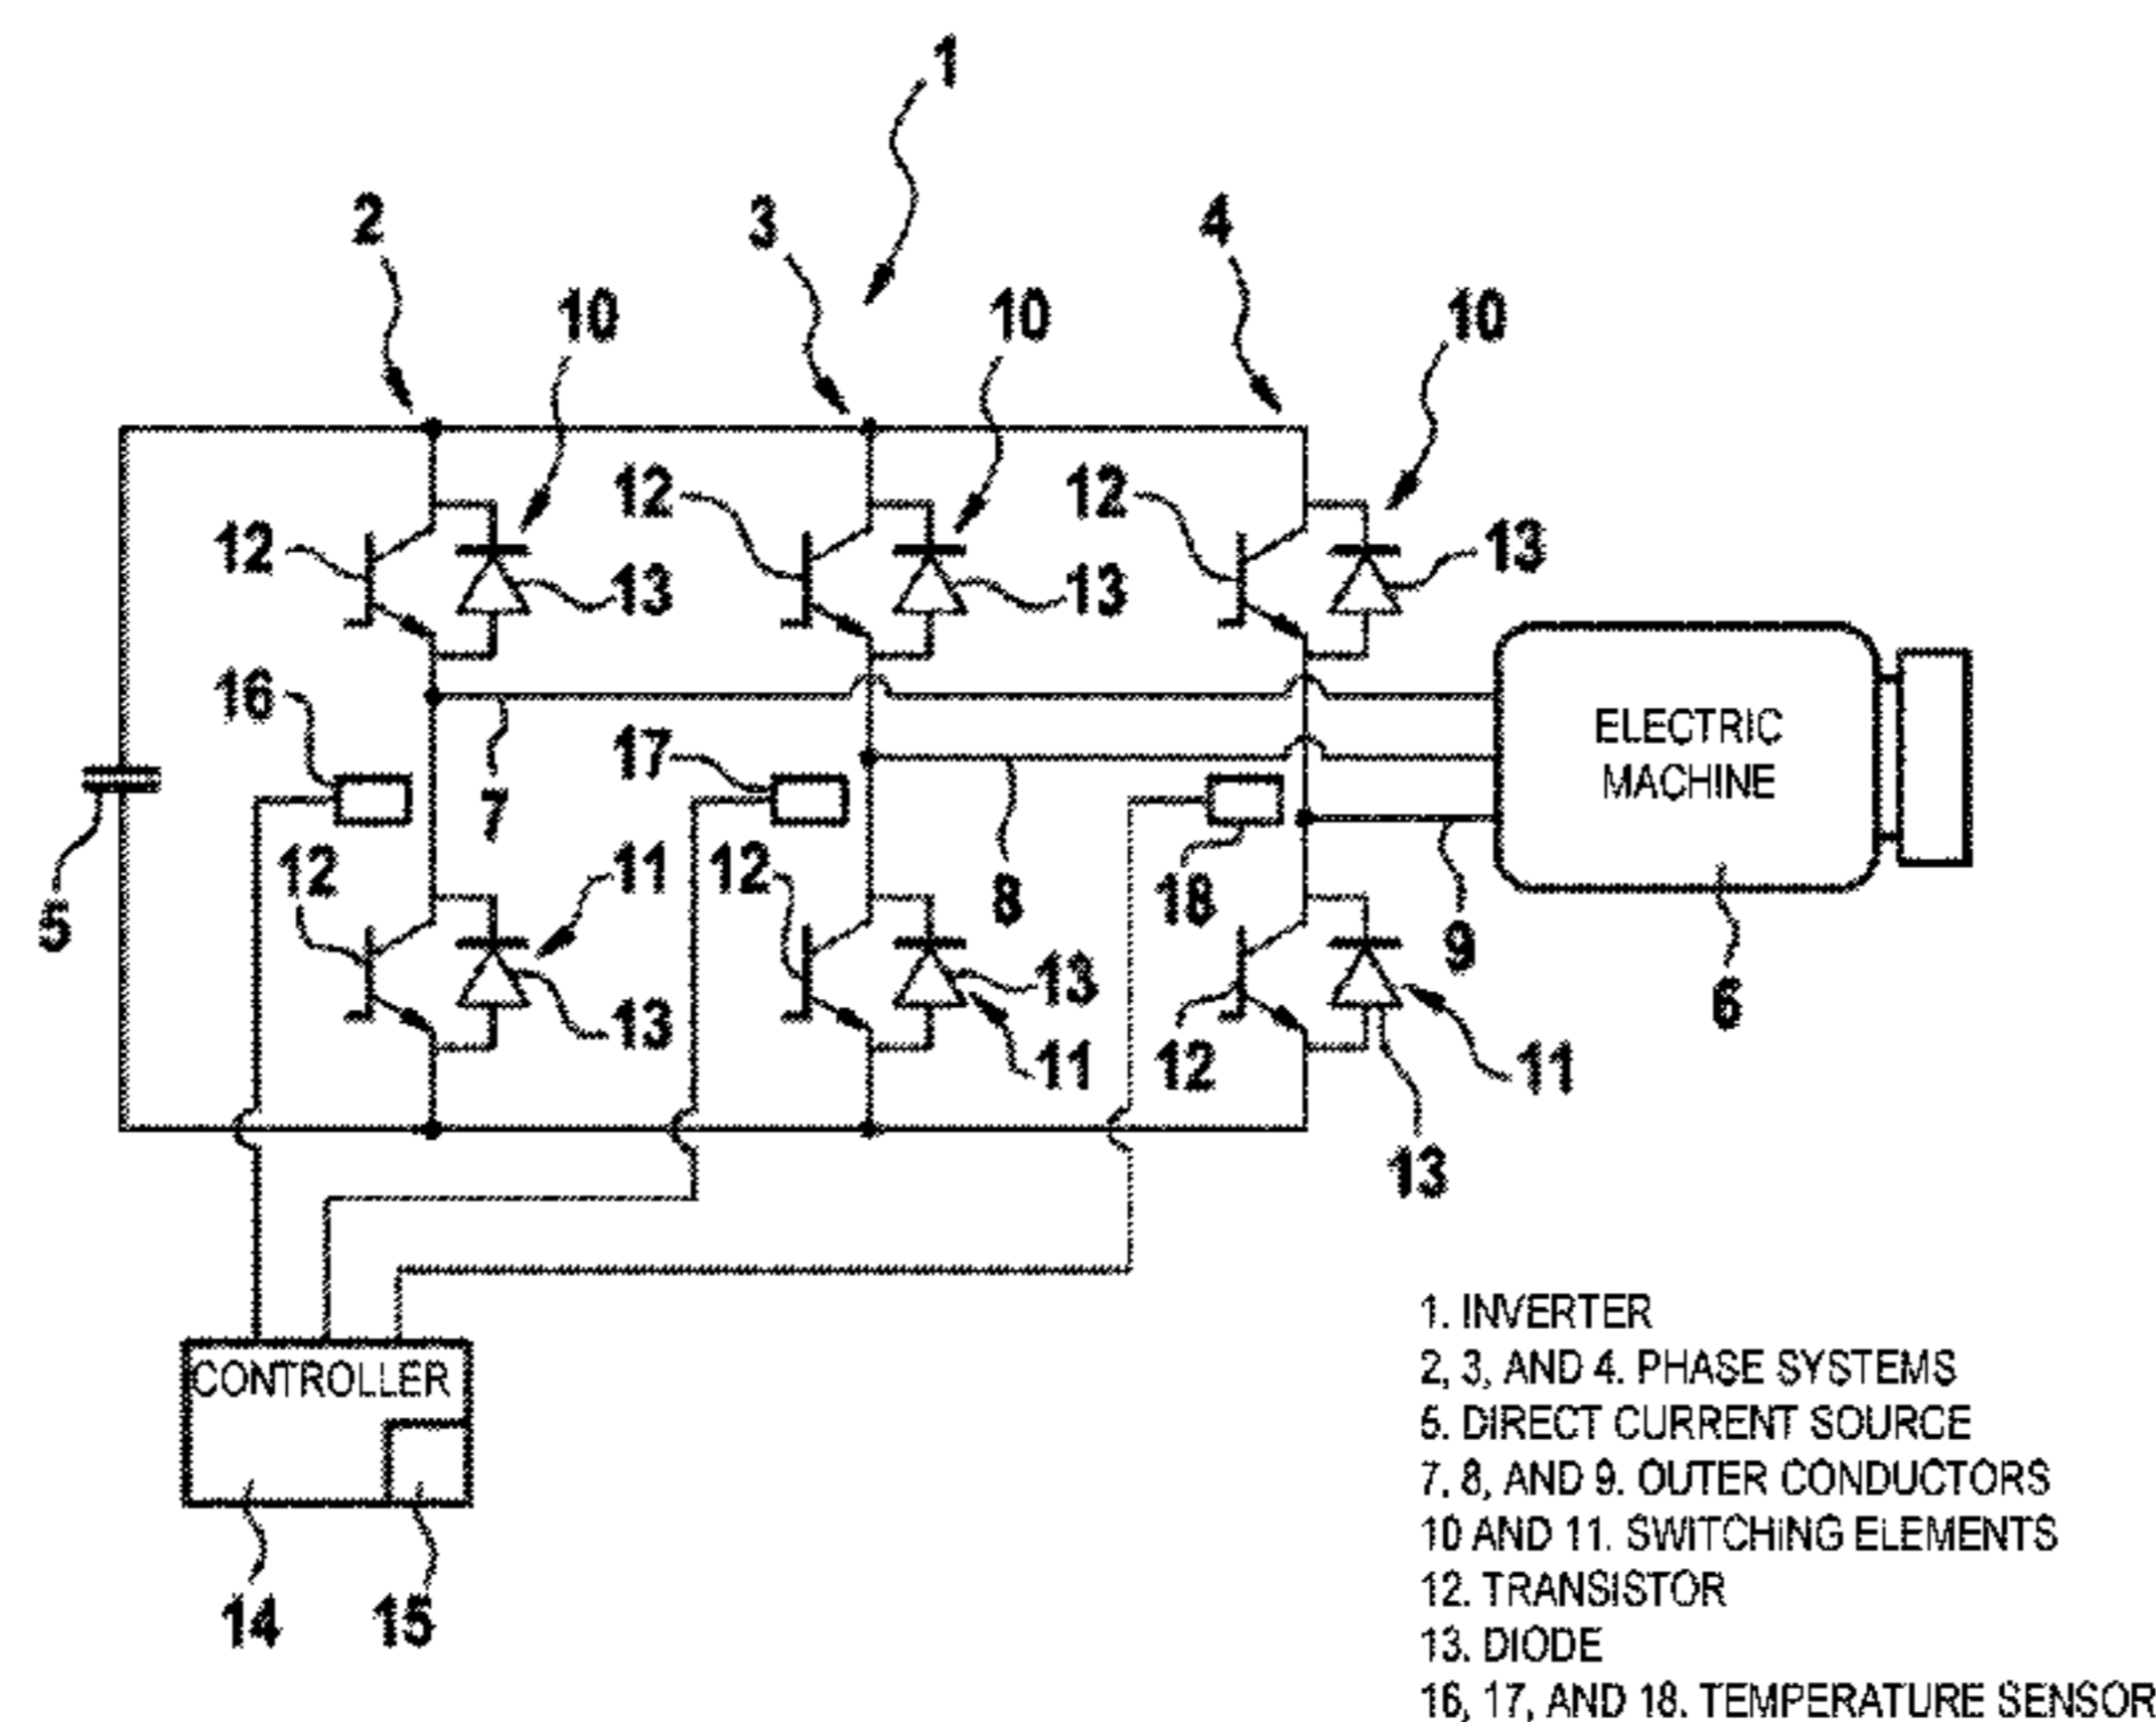 1
2
3
4
10
10
10
12
12
12
13
13
13
16
17
7
ELECTRIC
MACHINE
5
12
11
12
8
18
9
6
13
13
11
12
11
13
CONTROLLER
14
15
1. INVERTER
2, 3, AND 4. PHASE SYSTEMS
5. DIRECT CURRENT SOURCE
7, 8, AND 9. OUTER CONDUCTORS
10 AND 11. SWITCHING ELEMENTS
12. TRANSISTOR
13. DIODE
16, 17, AND 18. TEMPERATURE SENSOR